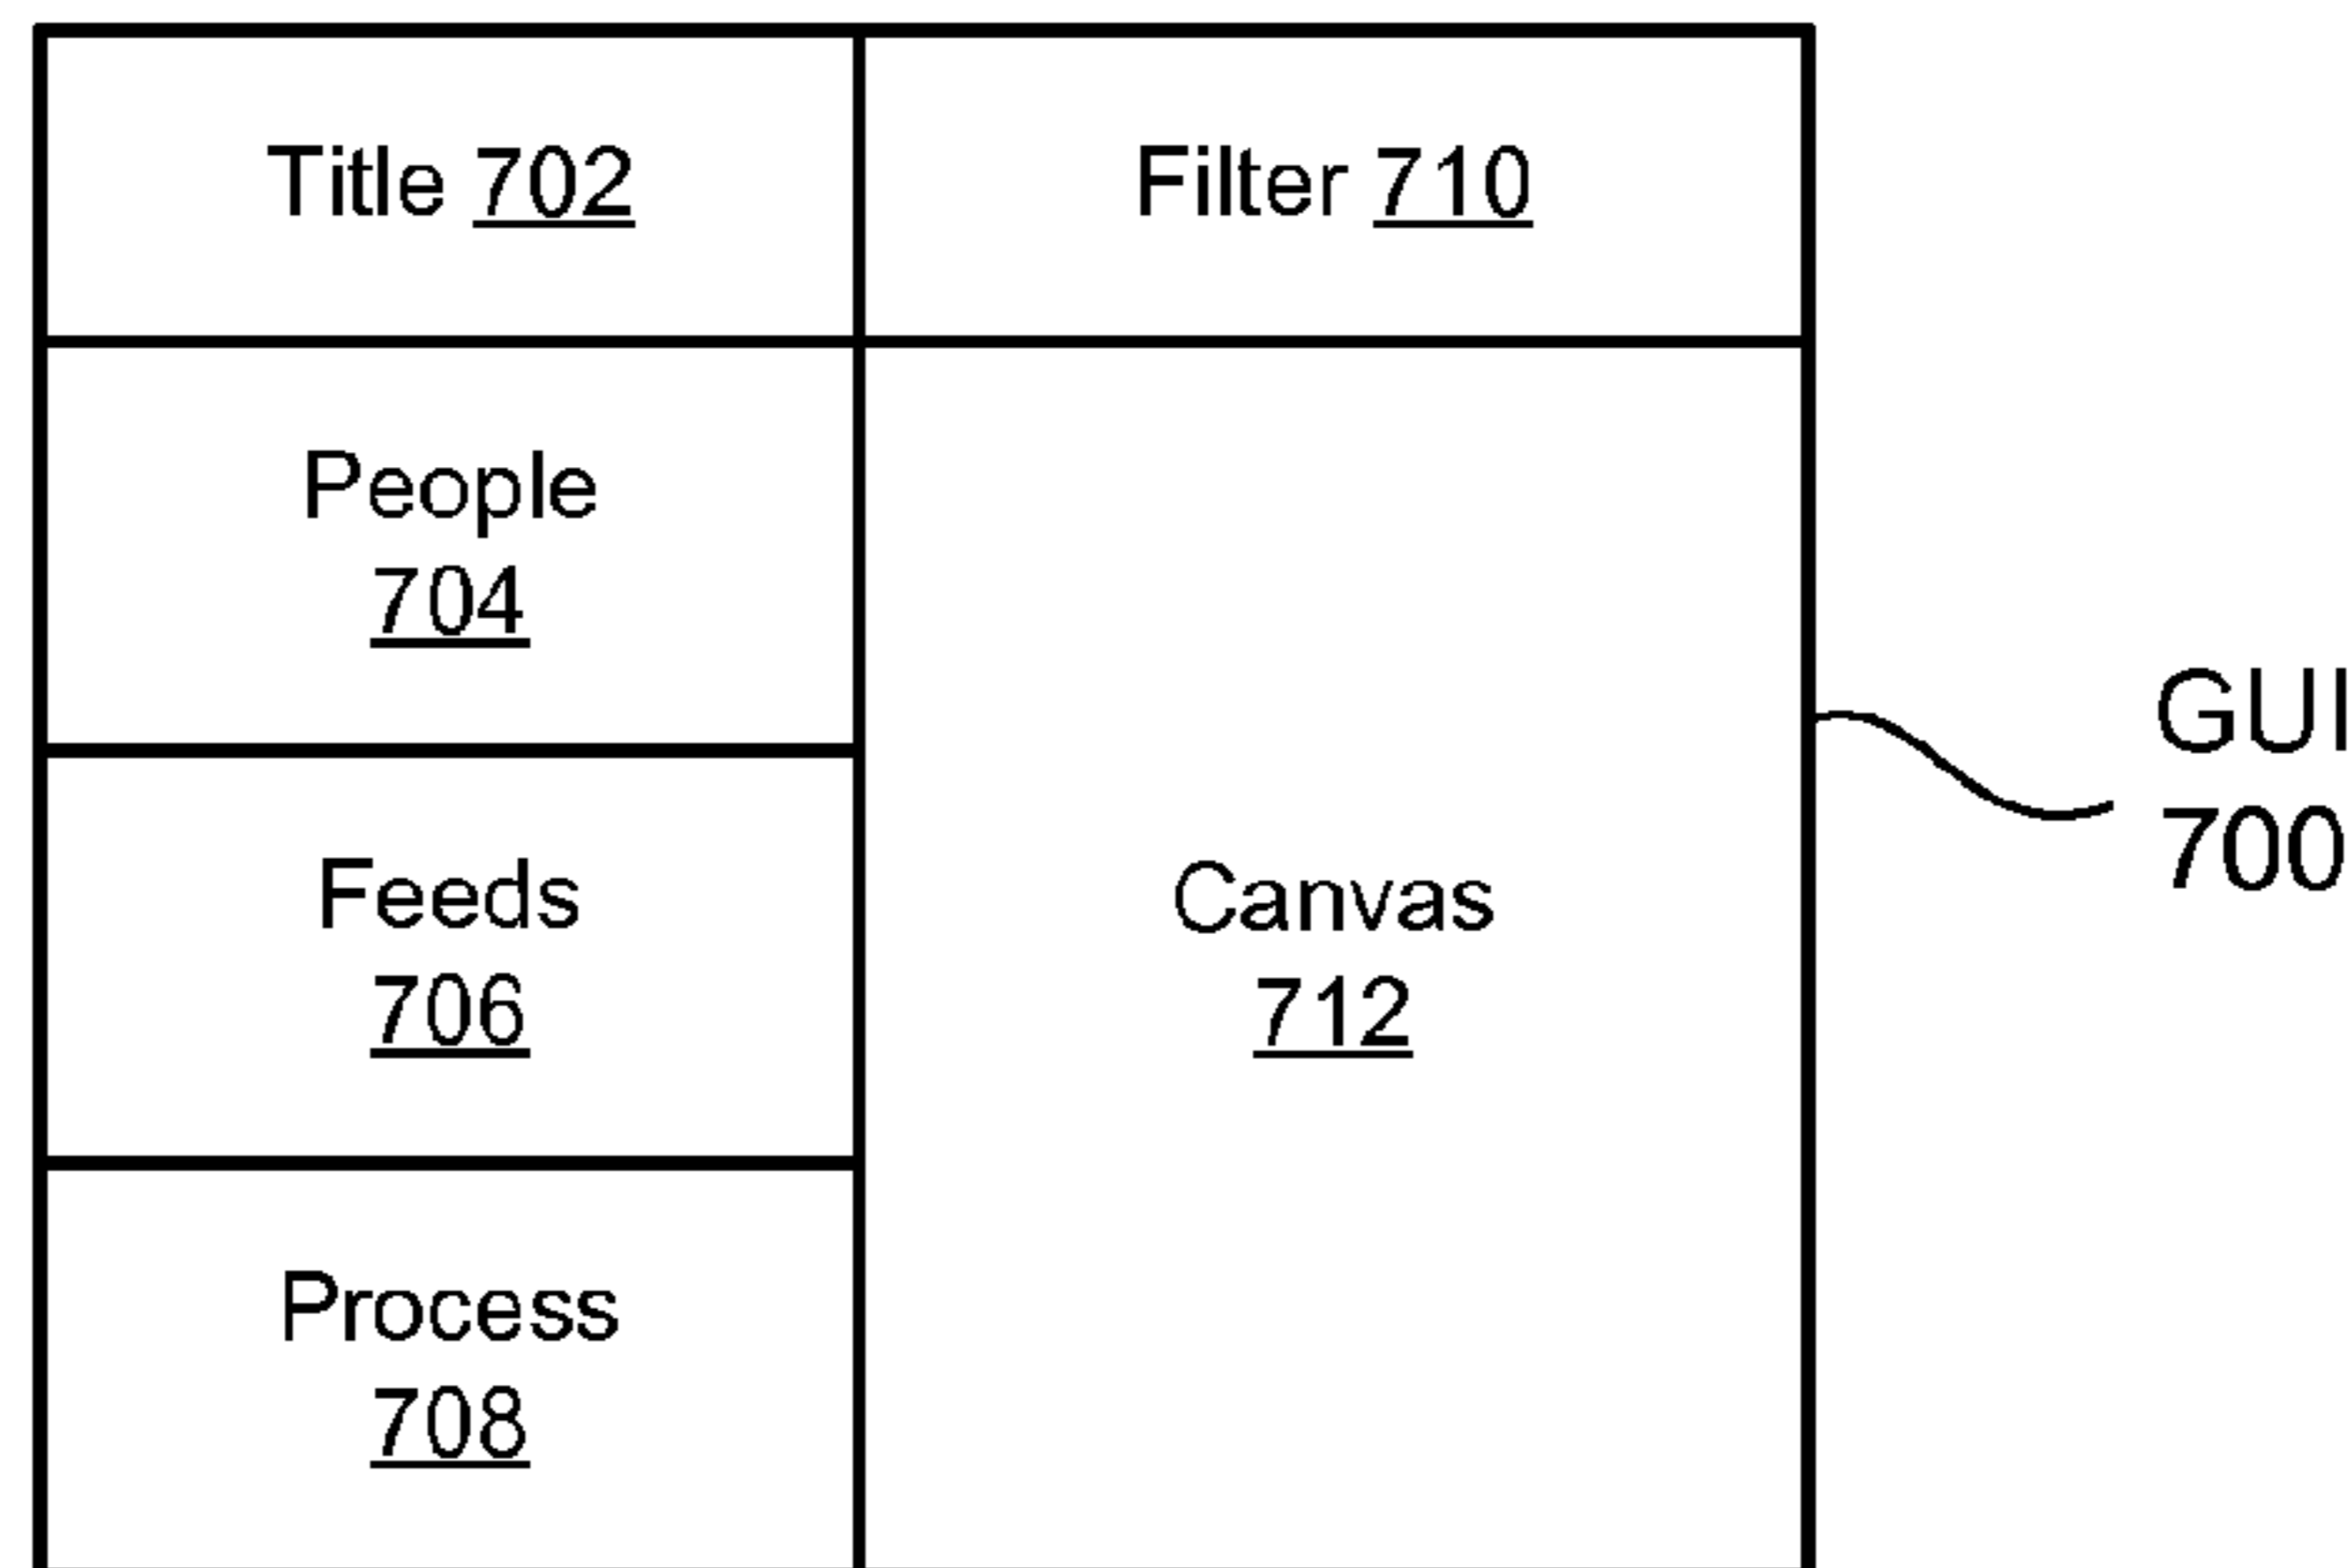 Title 702
Filter 710
People
704
Feeds
706
Process
708
Canvas
712
GUI
700